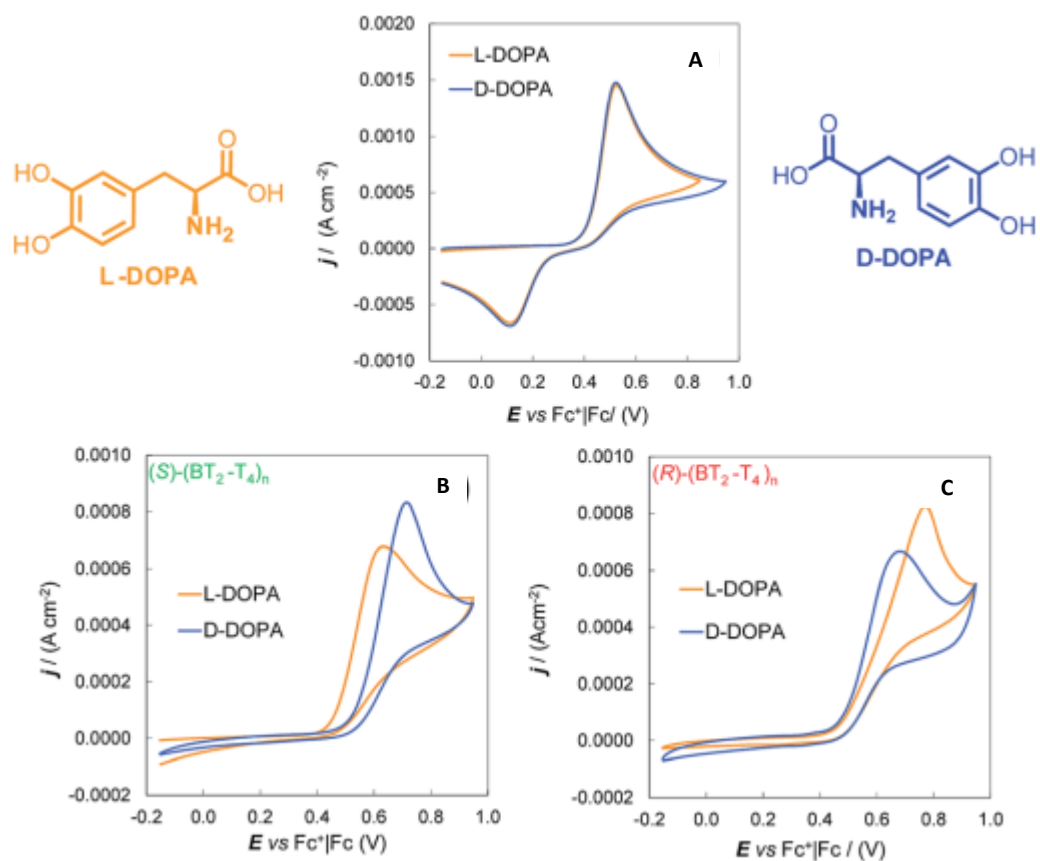 0.0020
L-DOPA
D-DOPA
A
0.0015
0.0010
0.0005
0.0000
-0.0005
-0.0010
j / (A cm⁻²)
-0.2 0.0 0.2 0.4 0.6 0.8 1.0
E vs Fc⁺|Fc/ (V)
HO
HO
O
OH
NH₂
L-DOPA
O
HO
NH₂
OH
OH
D-DOPA
(S)-(BT₂-T₄)ₙ
B
0.0010
0.0008
0.0006
0.0004
0.0002
0.0000
-0.0002
j / (A cm⁻²)
L-DOPA
D-DOPA
-0.2 0.0 0.2 0.4 0.6 0.8 1.0
E vs Fc⁺|Fc (V)
(R)-(BT₂-T₄)ₙ
C
0.0010
0.0008
0.0006
0.0004
0.0002
0.0000
-0.0002
j / (Acm⁻²)
L-DOPA
D-DOPA
-0.2 0.0 0.2 0.4 0.6 0.8 1.0
E vs Fc⁺|Fc / (V)